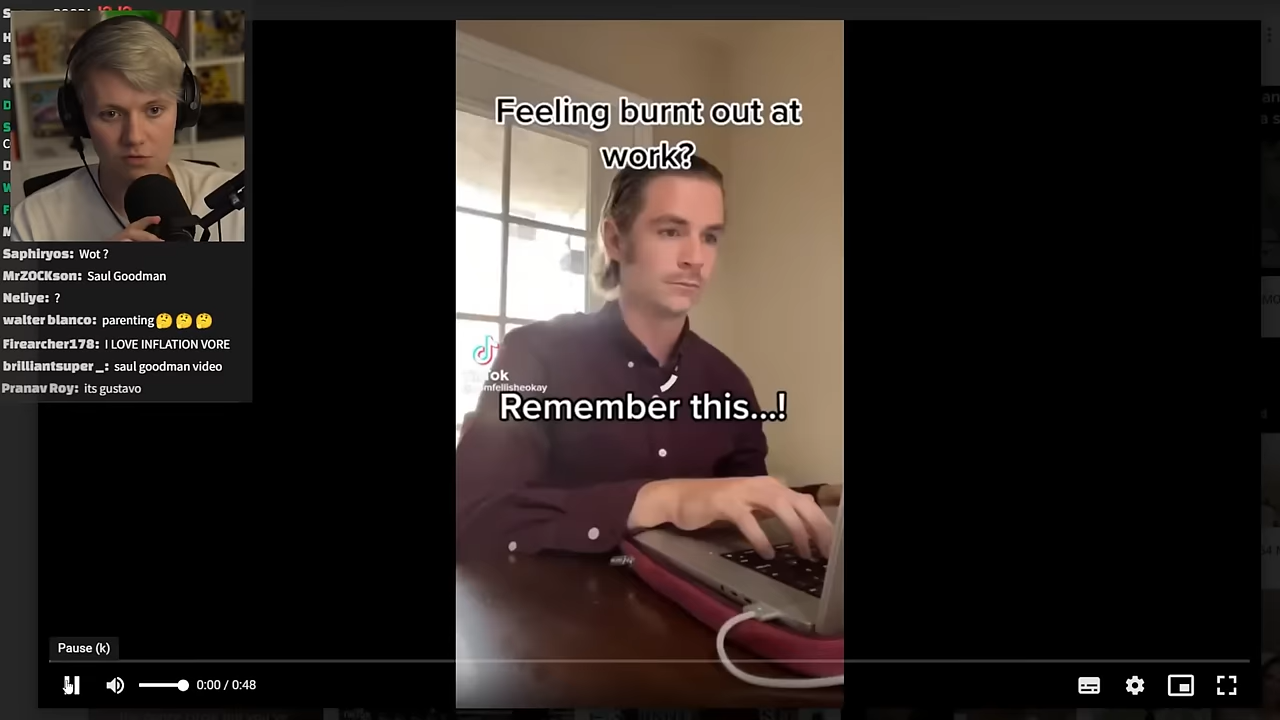 Saphiryos: Wot ?
MrZOCKson: Saul Goodman
Neliye: ?
walter blanco: parenting🤔🤔🤔
Firearcher178: I LOVE INFLATION VORE
brilliantsuper_: saul goodman video
Pranav Roy: its gustavo
Feeling burnt out at
work?
Remember this...!
Pause (k)
0:00 / 0:48